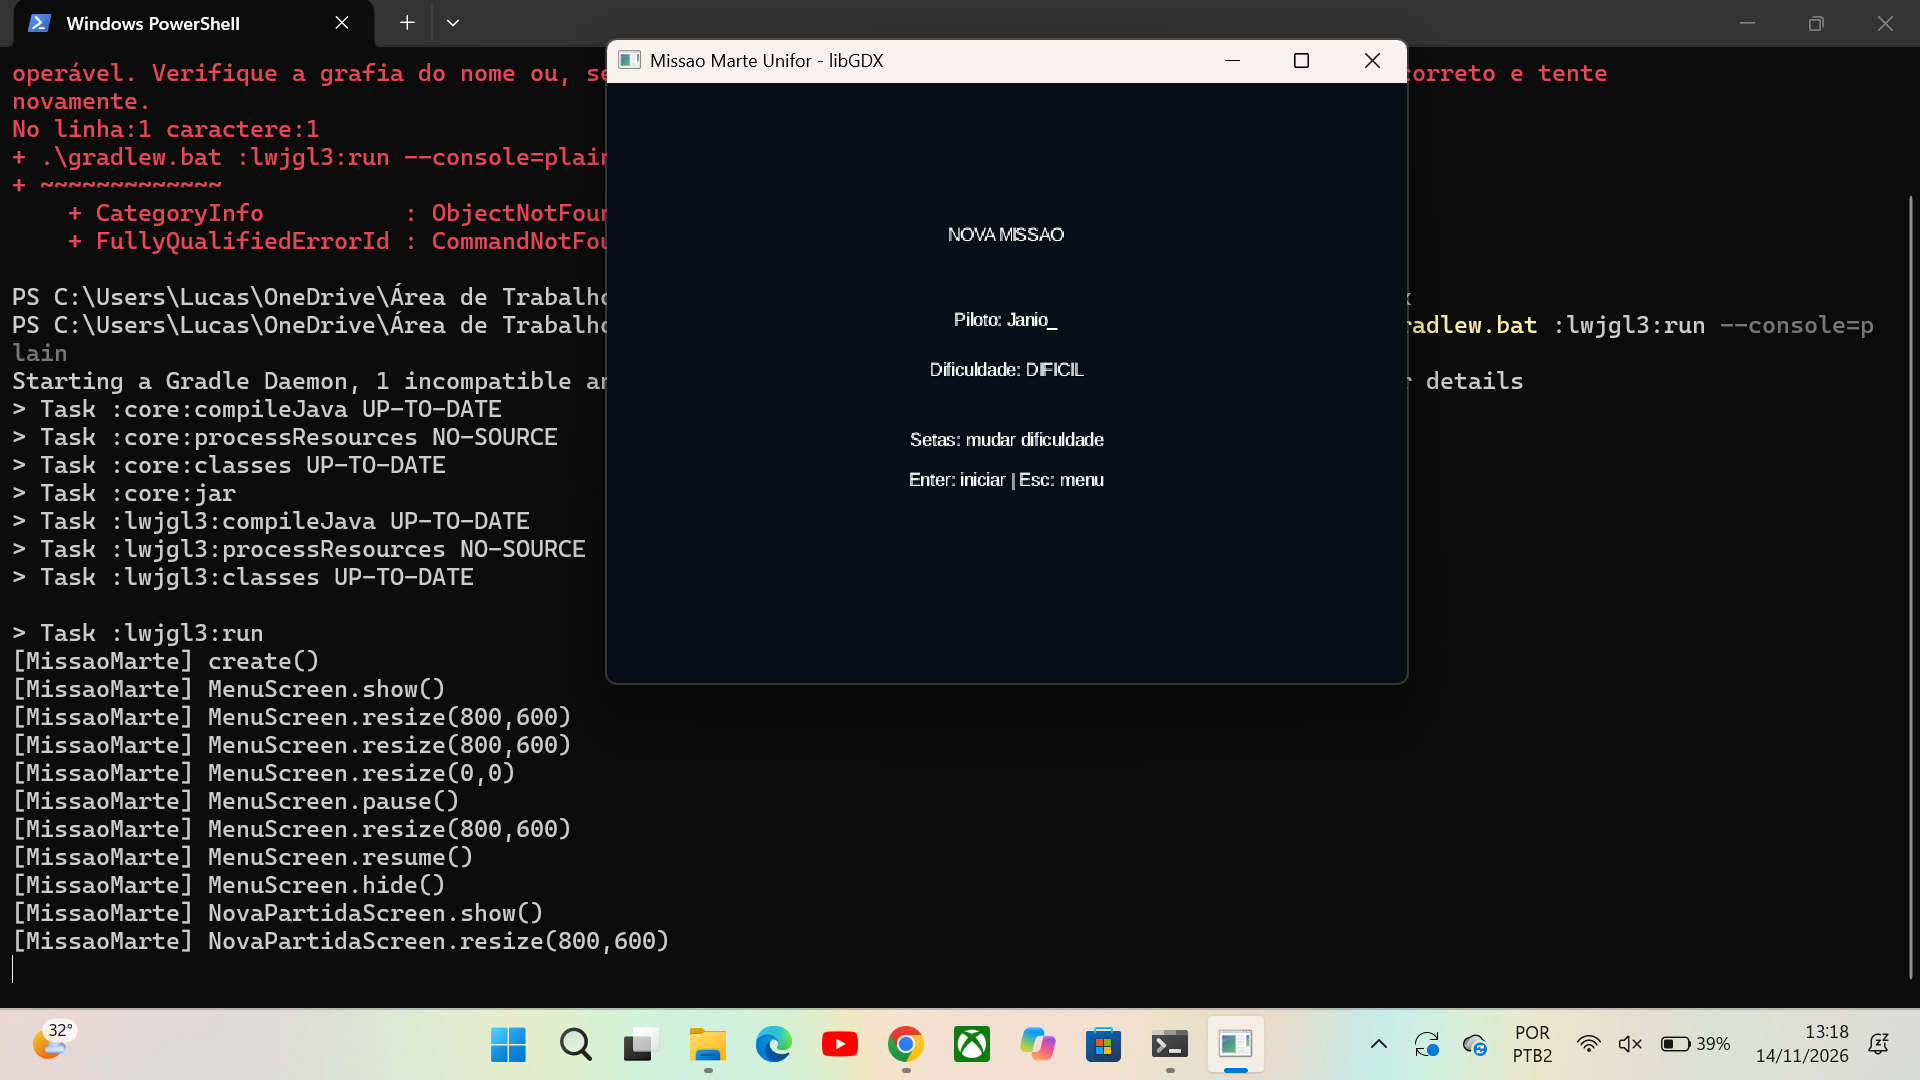 Windows PowerShell
operável. Verifique a grafia do nome ou, se
orreto e tente
novamente.
No linha:1 caractere:1
+ .\gradlew.bat :lwjgl3:run --console=plain
+ ~~~~~~~~~~~~~
+ CategoryInfo : ObjectNotFoun
+ FullyQualifiedErrorId : CommandNotFou
PS C:\Users\Lucas\OneDrive\Área de Trabalho
PS C:\Users\Lucas\OneDrive\Área de Trabalho
radlew.bat :lwjgl3:run --console=p
lain
Starting a Gradle Daemon, 1 incompatible an
r details
> Task :core:compileJava UP-TO-DATE
> Task :core:processResources NO-SOURCE
> Task :core:classes UP-TO-DATE
> Task :core:jar
> Task :lwjgl3:compileJava UP-TO-DATE
> Task :lwjgl3:processResources NO-SOURCE
> Task :lwjgl3:classes UP-TO-DATE
> Task :lwjgl3:run
[MissaoMarte] create()
[MissaoMarte] MenuScreen.show()
[MissaoMarte] MenuScreen.resize(800,600)
[MissaoMarte] MenuScreen.resize(800,600)
[MissaoMarte] MenuScreen.resize(0,0)
[MissaoMarte] MenuScreen.pause()
[MissaoMarte] MenuScreen.resize(800,600)
[MissaoMarte] MenuScreen.resume()
[MissaoMarte] MenuScreen.hide()
[MissaoMarte] NovaPartidaScreen.show()
[MissaoMarte] NovaPartidaScreen.resize(800,600)
Missao Marte Unifor - libGDX
NOVA MISSAO
Piloto: Janio_
Dificuldade: DIFICIL
Setas: mudar dificuldade
Enter: iniciar | Esc: menu
32°
POR
PTB2
39%
13:18
14/11/2026